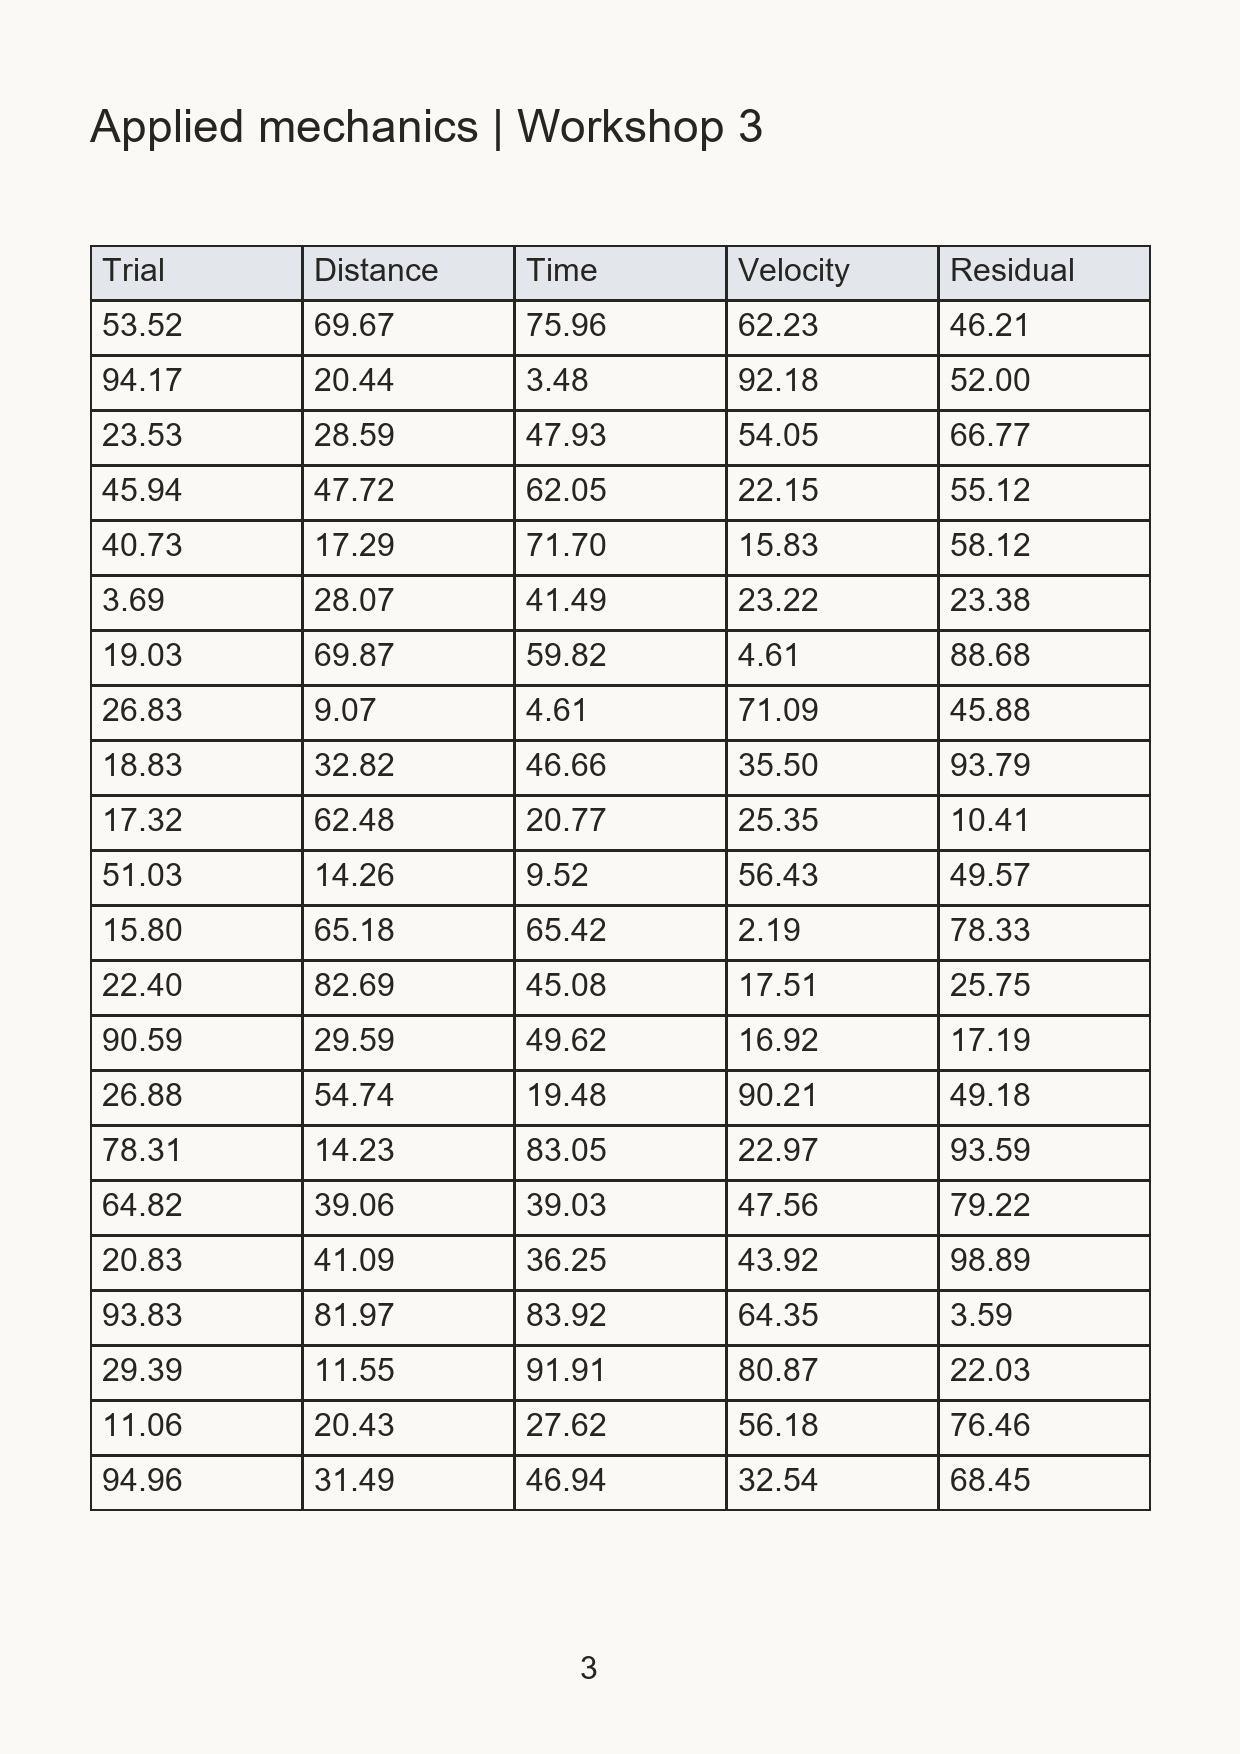 Applied mechanics | Workshop 3
Trial Distance Time Velocity Residual
53.52 69.67 75.96 62.23 46.21
94.17 20.44 3.48 92.18 52.00
23.53 28.59 47.93 54.05 66.77
45.94 47.72 62.05 22.15 55.12
40.73 17.29 71.70 15.83 58.12
3.69 28.07 41.49 23.22 23.38
19.03 69.87 59.82 4.61 88.68
26.83 9.07 4.61 71.09 45.88
18.83 32.82 46.66 35.50 93.79
17.32 62.48 20.77 25.35 10.41
51.03 14.26 9.52 56.43 49.57
15.80 65.18 65.42 2.19 78.33
22.40 82.69 45.08 17.51 25.75
90.59 29.59 49.62 16.92 17.19
26.88 54.74 19.48 90.21 49.18
78.31 14.23 83.05 22.97 93.59
64.82 39.06 39.03 47.56 79.22
20.83 41.09 36.25 43.92 98.89
93.83 81.97 83.92 64.35 3.59
29.39 11.55 91.91 80.87 22.03
11.06 20.43 27.62 56.18 76.46
94.96 31.49 46.94 32.54 68.45
3